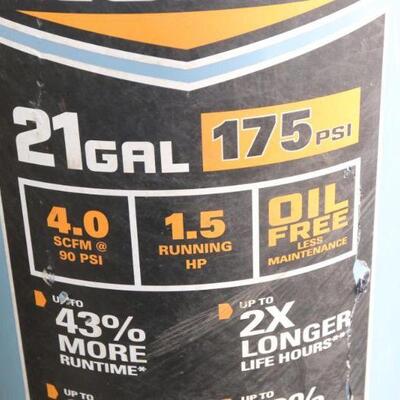 21GAL 175PSI
4.0
SCFM @
90 PSI
1.5
RUNNING
HP
OIL
FREE
LESS
MAINTENANCE
UP TO
43%
MORE
RUNTIME*
UP TO
2X
LONGER
LIFE HOURS**
UP TO
UP TO